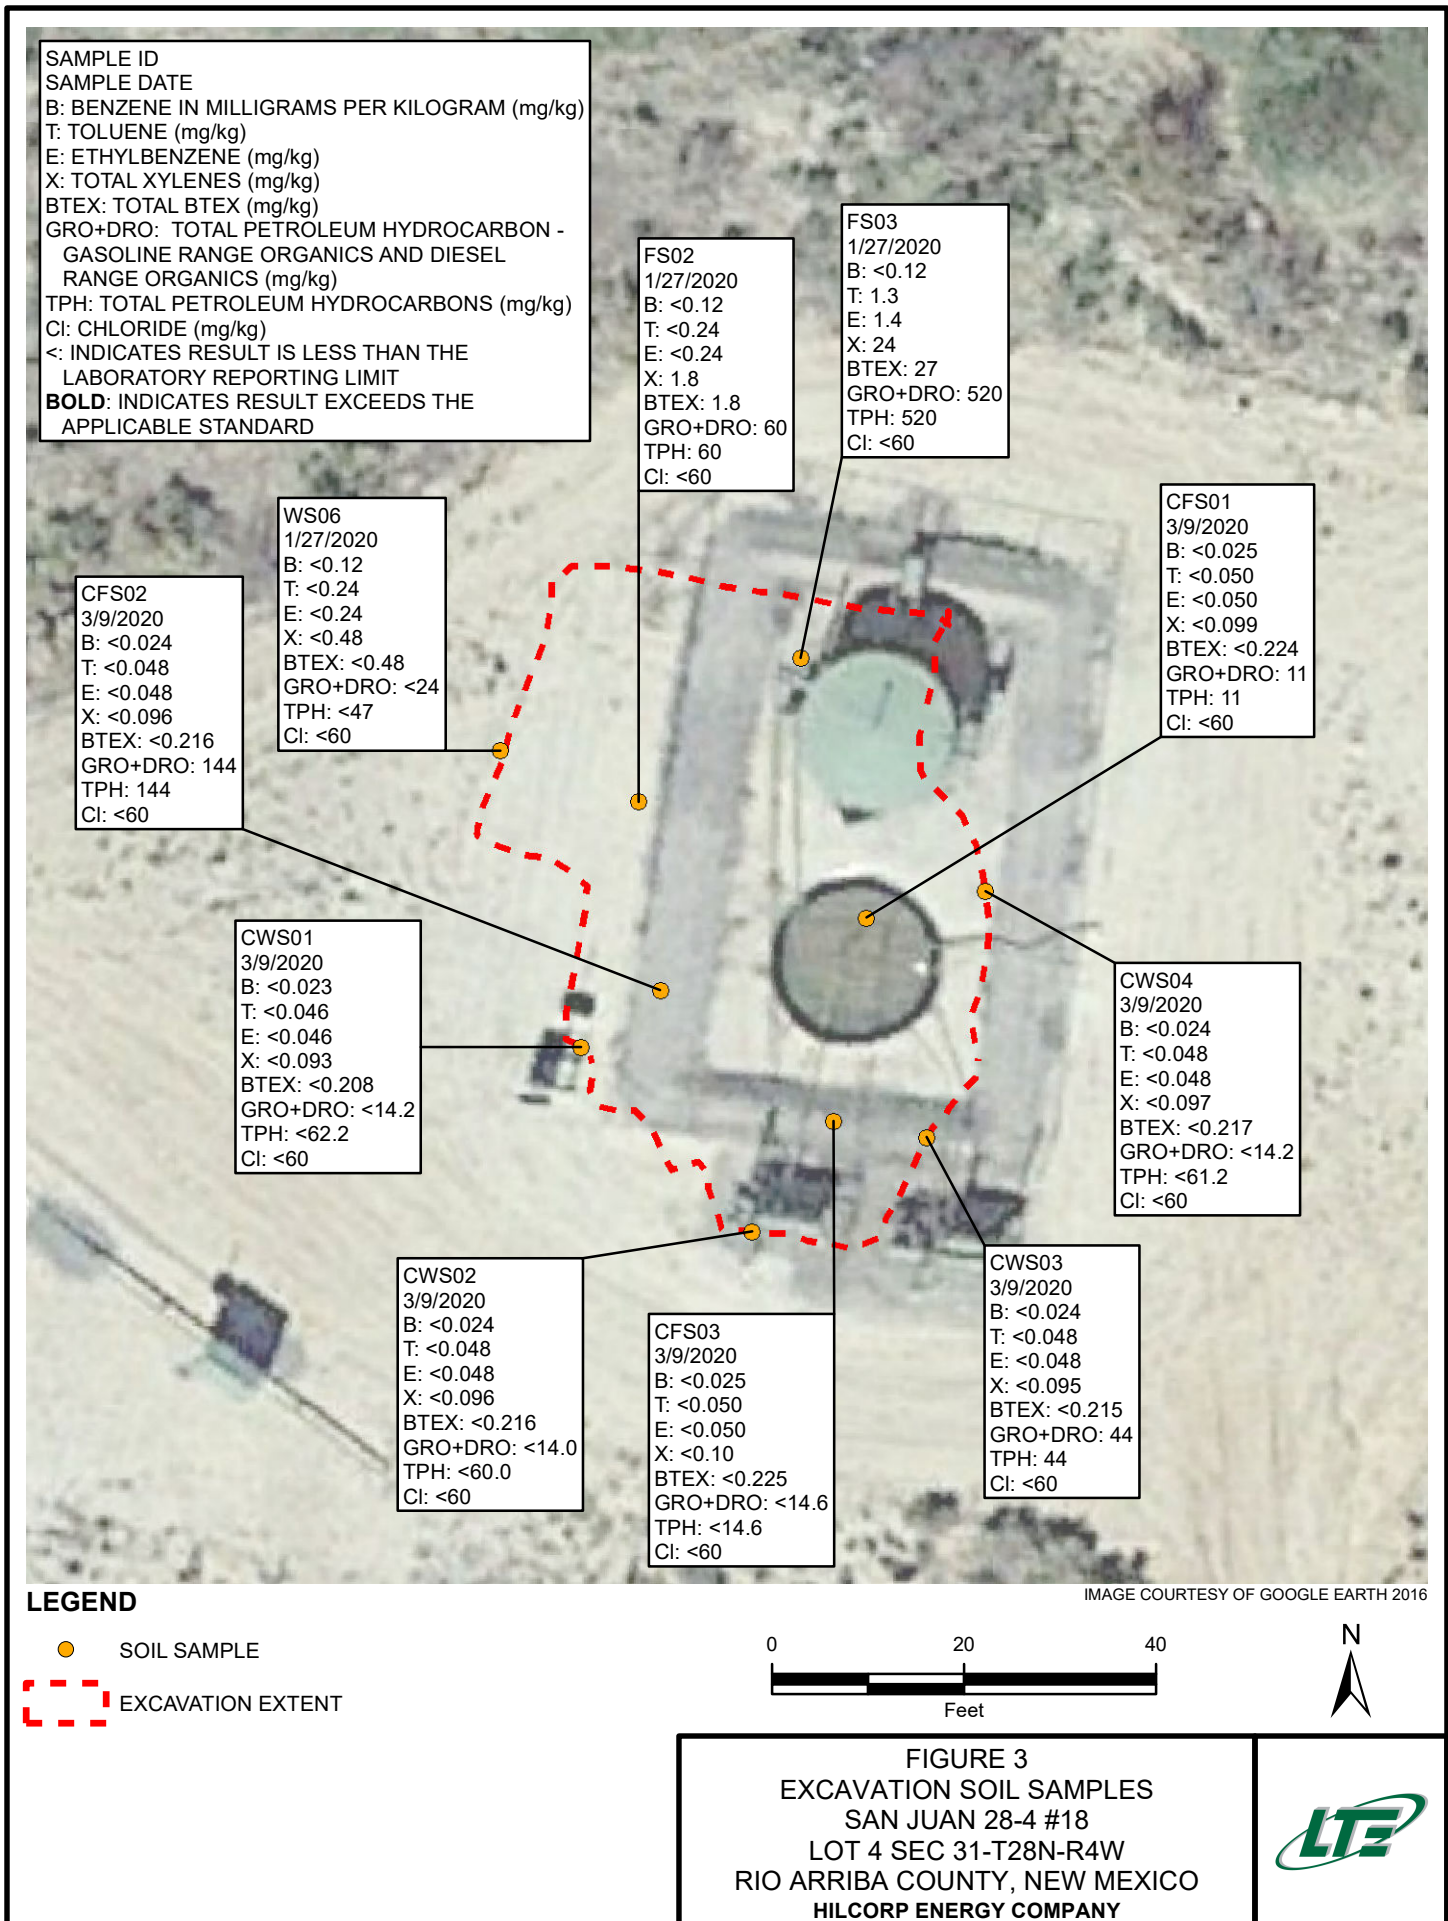 SAMPLE ID
SAMPLE DATE
B: BENZENE IN MILLIGRAMS PER KILOGRAM (mg/kg)
T: TOLUENE (mg/kg)
E: ETHYLBENZENE (mg/kg)
X: TOTAL XYLENES (mg/kg)
BTEX: TOTAL BTEX (mg/kg)
GRO+DRO: TOTAL PETROLEUM HYDROCARBON -
GASOLINE RANGE ORGANICS AND DIESEL
RANGE ORGANICS (mg/kg)
TPH: TOTAL PETROLEUM HYDROCARBONS (mg/kg)
Cl: CHLORIDE (mg/kg)
<: INDICATES RESULT IS LESS THAN THE
LABORATORY REPORTING LIMIT
BOLD: INDICATES RESULT EXCEEDS THE
APPLICABLE STANDARD
FS02
1/27/2020
B: <0.12
T: <0.24
E: <0.24
X: 1.8
BTEX: 1.8
GRO+DRO: 60
TPH: 60
Cl: <60
FS03
1/27/2020
B: <0.12
T: 1.3
E: 1.4
X: 24
BTEX: 27
GRO+DRO: 520
TPH: 520
Cl: <60
WS06
1/27/2020
B: <0.12
T: <0.24
E: <0.24
X: <0.48
BTEX: <0.48
GRO+DRO: <24
TPH: <47
Cl: <60
CFS01
3/9/2020
B: <0.025
T: <0.050
E: <0.050
X: <0.099
BTEX: <0.224
GRO+DRO: 11
TPH: 11
Cl: <60
CFS02
3/9/2020
B: <0.024
T: <0.048
E: <0.048
X: <0.096
BTEX: <0.216
GRO+DRO: 144
TPH: 144
Cl: <60
CWS01
3/9/2020
B: <0.023
T: <0.046
E: <0.046
X: <0.093
BTEX: <0.208
GRO+DRO: <14.2
TPH: <62.2
Cl: <60
CWS04
3/9/2020
B: <0.024
T: <0.048
E: <0.048
X: <0.097
BTEX: <0.217
GRO+DRO: <14.2
TPH: <61.2
Cl: <60
CWS02
3/9/2020
B: <0.024
T: <0.048
E: <0.048
X: <0.096
BTEX: <0.216
GRO+DRO: <14.0
TPH: <60.0
Cl: <60
CFS03
3/9/2020
B: <0.025
T: <0.050
E: <0.050
X: <0.10
BTEX: <0.225
GRO+DRO: <14.6
TPH: <14.6
Cl: <60
CWS03
3/9/2020
B: <0.024
T: <0.048
E: <0.048
X: <0.095
BTEX: <0.215
GRO+DRO: 44
TPH: 44
Cl: <60
IMAGE COURTESY OF GOOGLE EARTH 2016
LEGEND
SOIL SAMPLE
EXCAVATION EXTENT
0 20 40
Feet
N
FIGURE 3
EXCAVATION SOIL SAMPLES
SAN JUAN 28-4 #18
LOT 4 SEC 31-T28N-R4W
RIO ARRIBA COUNTY, NEW MEXICO
HILCORP ENERGY COMPANY
LTE